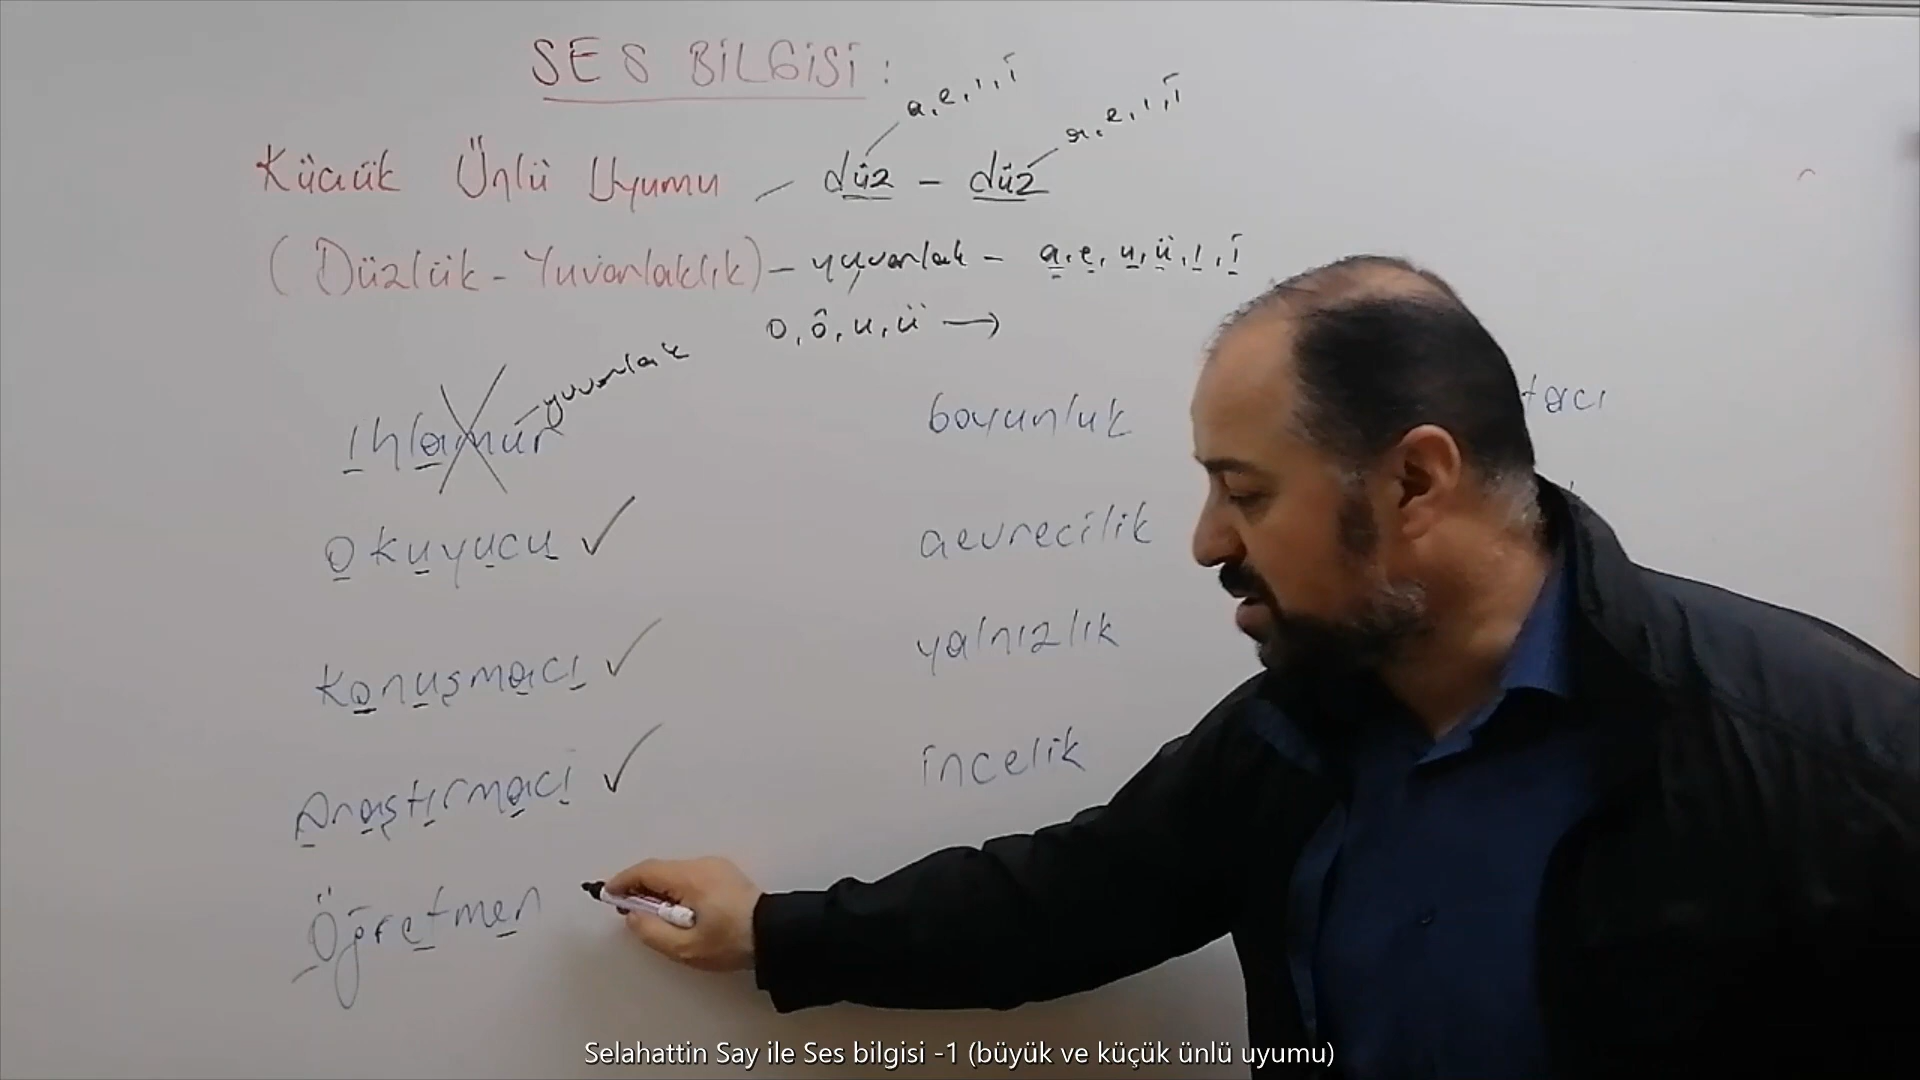 SES BİLGİSİ :
a, e, ı, i
a, e, ı, i
Küçük Ünlü Uyumu — düz – düz
(Düzlük - Yuvarlaklık) – yuvarlak – a, e, u, ü, ı, i
o, ö, u, ü →
yuvarlak
ıhlamur
okuyucu ✓
konuşmacı ✓
Araştırmacı ✓
Öğretmen
boyunluk
çevrecilik
yalnızlık
incelik
Selahattin Say ile Ses bilgisi -1 (büyük ve küçük ünlü uyumu)